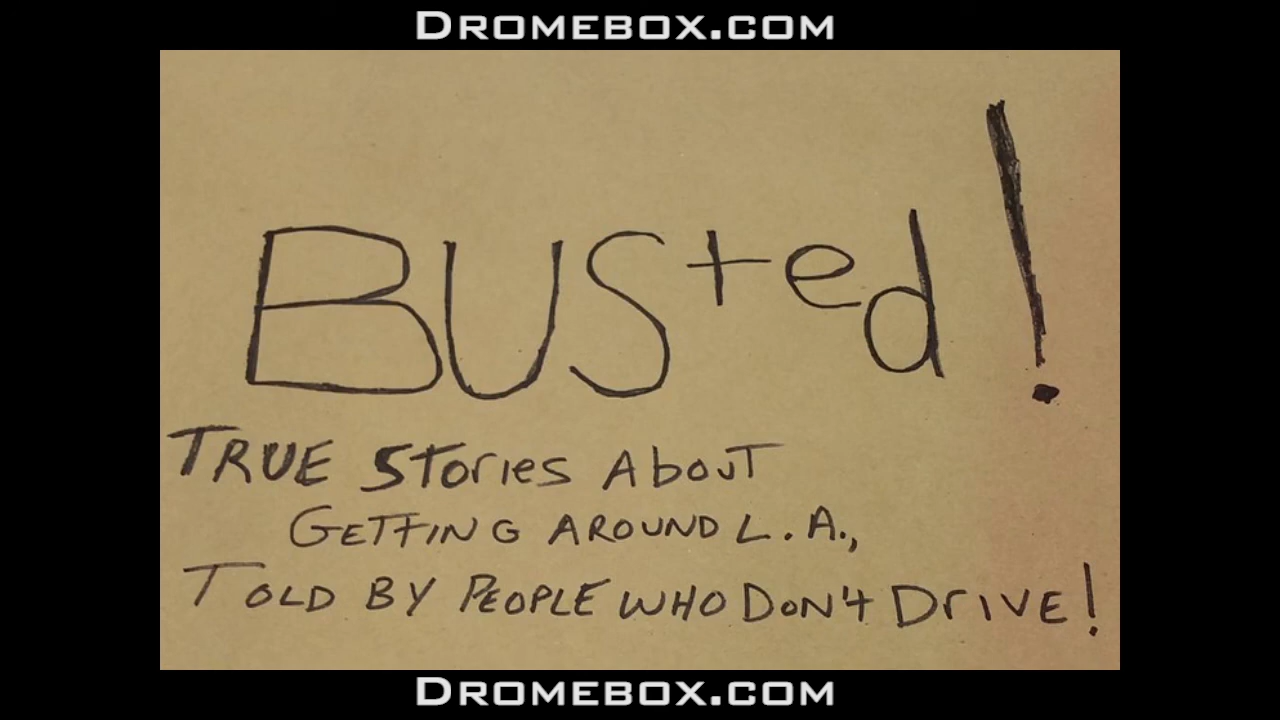 DROMEBOX.COM
BUSted!
TRUE STORIES ABOUT
GETTING AROUND L.A.,
TOLD BY PEOPLE WHO DON't DrIVE!
DROMEBOX.COM